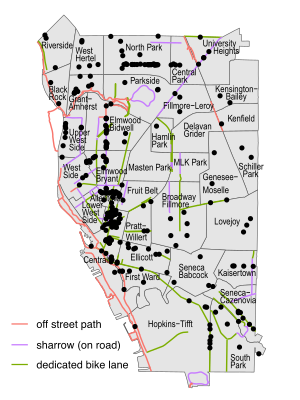 Riverside
West
Hertel
North Park
University
Heights
Central
Park
Parkside
Black
Rock
Grant-
Amherst
Kensington-
Bailey
Fillmore-Leroy
Kenfield
Elmwood
Bidwell
Delavan
Grider
Upper
West
Side
Hamlin
Park
MLK Park
Schiller
Park
West
Side
Elmwood
Bryant
Masten Park
Genesee-
Moselle
Fruit Belt
Lower
West
Side
Broadway
Fillmore
Lovejoy
Pratt-
Willert
Ellicott
Central
First Ward
Seneca
Babcock
Kaisertown
Seneca-
Cazenovia
Hopkins-Tifft
South
Park
off street path
sharrow (on road)
dedicated bike lane